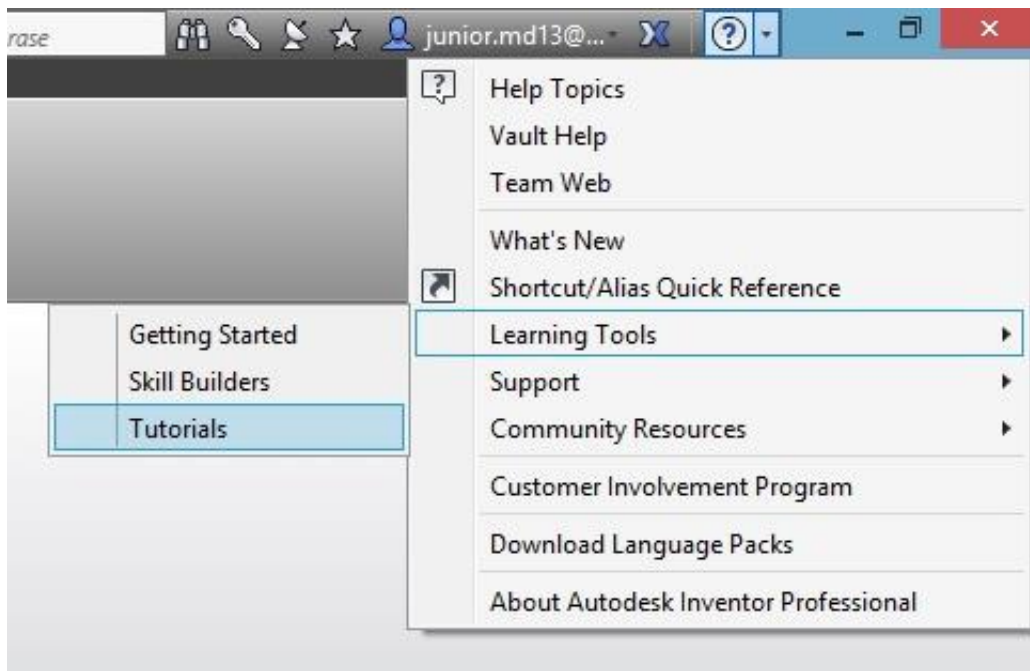 rase
junior.md13@...
Help Topics
Vault Help
Team Web
What's New
Shortcut/Alias Quick Reference
Learning Tools
Support
Community Resources
Customer Involvement Program
Download Language Packs
About Autodesk Inventor Professional
Getting Started
Skill Builders
Tutorials